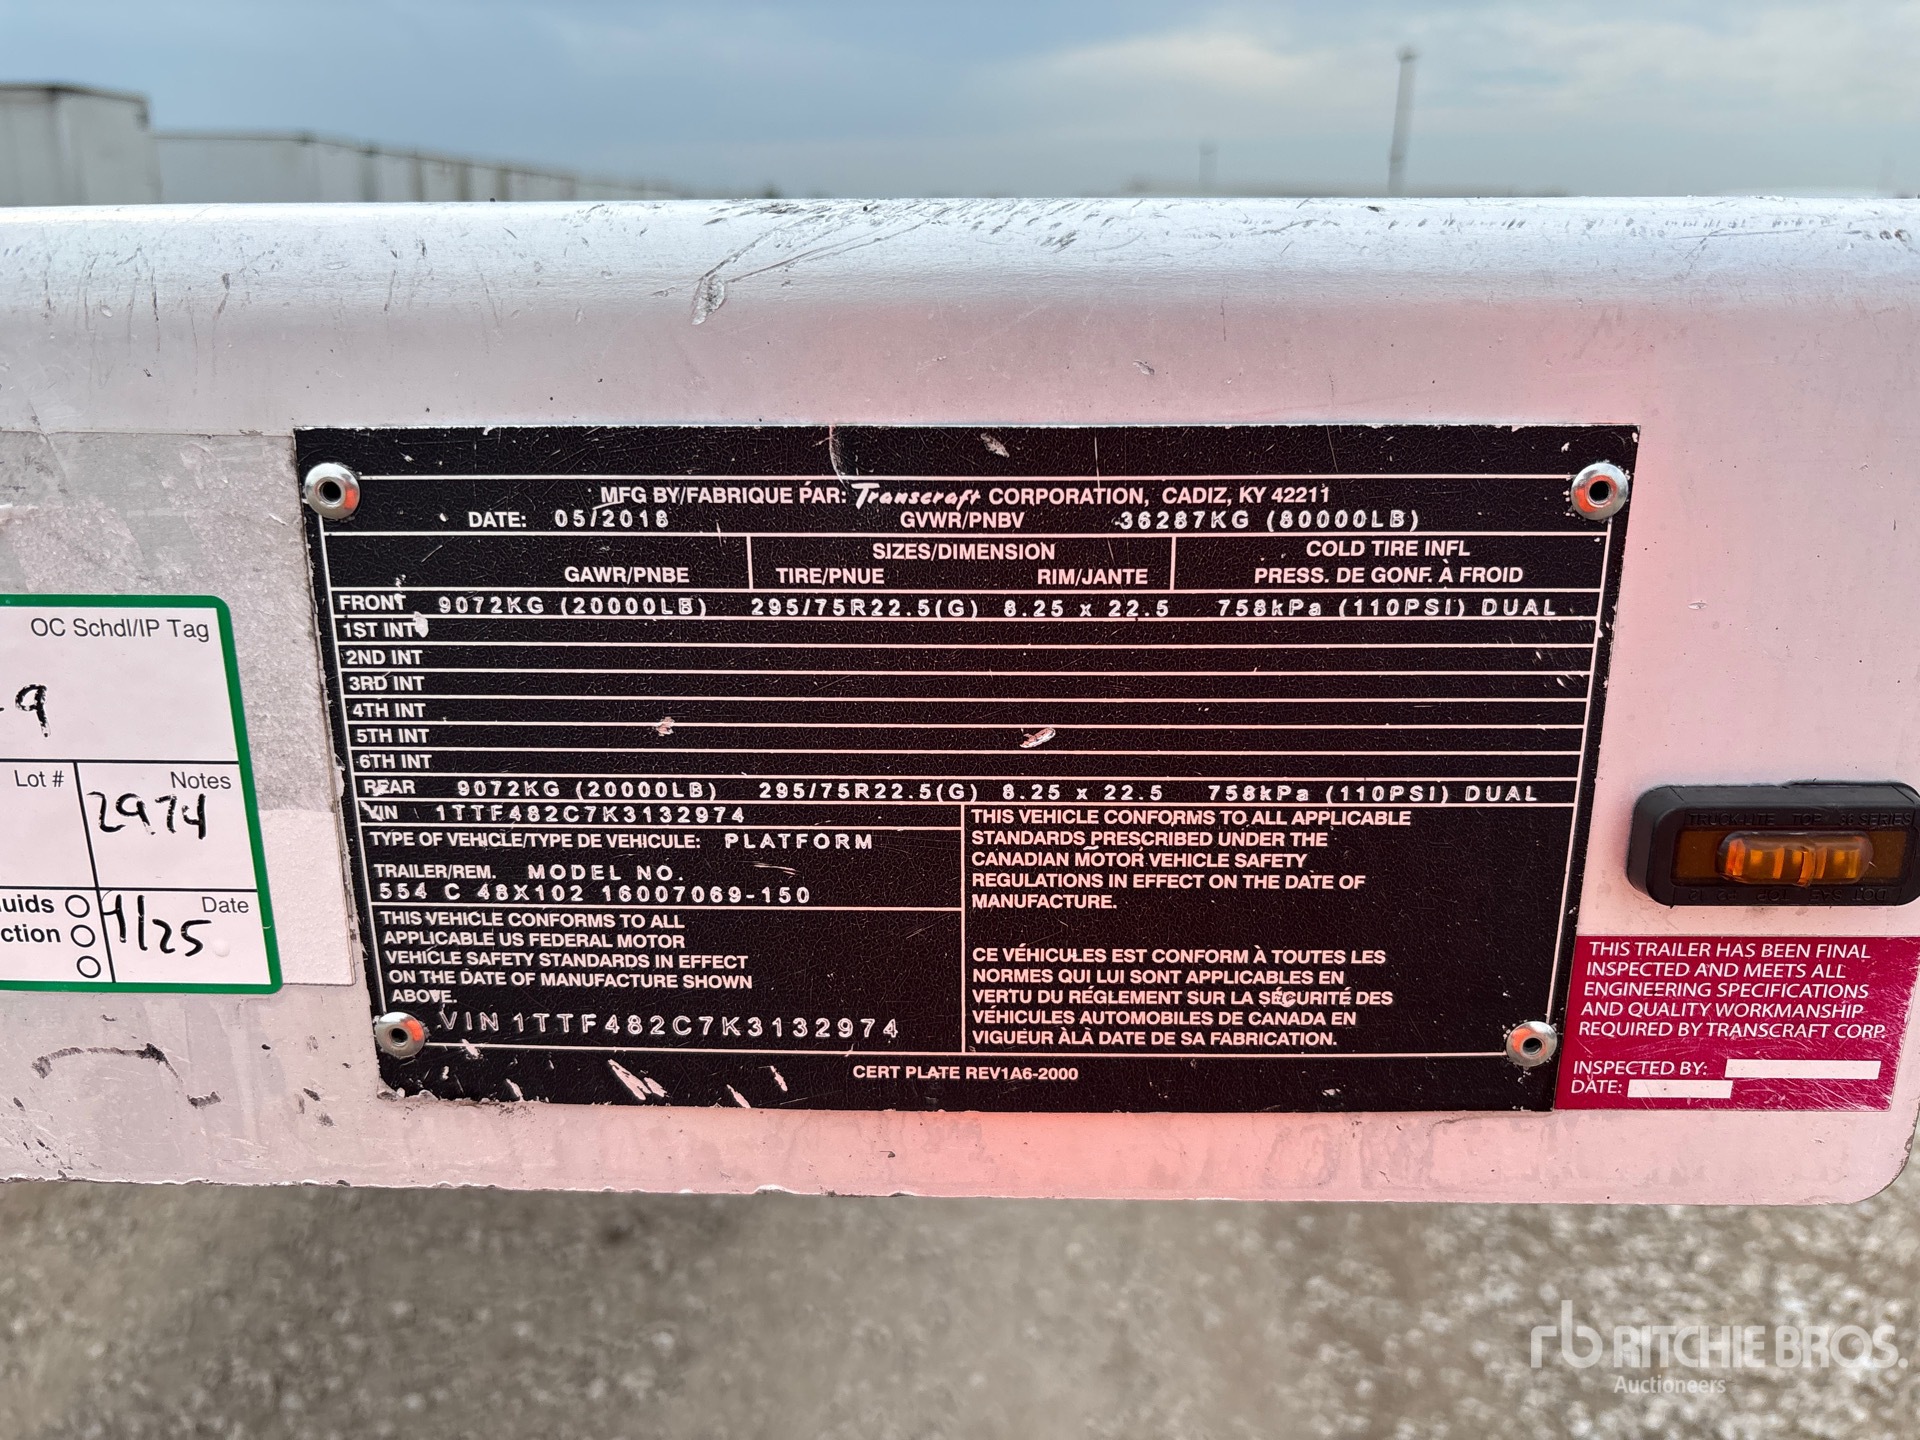 MFG BY/FABRIQUE PAR: Transcraft CORPORATION, CADIZ, KY 42211
DATE: 05/2018 GVWR/PNBV 36287KG (80000LB)
GAWR/PNBE SIZES/DIMENSION COLD TIRE INFL
TIRE/PNUE RIM/JANTE PRESS. DE GONF. À FROID
FRONT 9072KG (20000LB) 295/75R22.5(G) 8.25 x 22.5 758kPa (110PSI) DUAL
1ST INT
2ND INT
3RD INT
4TH INT
5TH INT
6TH INT
REAR 9072KG (20000LB) 295/75R22.5(G) 8.25 x 22.5 758kPa (110PSI) DUAL
VIN 1TTF482C7K3132974
TYPE OF VEHICLE/TYPE DE VEHICULE: PLATFORM
TRAILER/REM. MODEL NO.
554 C 48X102 16007069-150
THIS VEHICLE CONFORMS TO ALL
APPLICABLE US FEDERAL MOTOR
VEHICLE SAFETY STANDARDS IN EFFECT
ON THE DATE OF MANUFACTURE SHOWN
ABOVE.
VIN 1TTF482C7K3132974
THIS VEHICLE CONFORMS TO ALL APPLICABLE
STANDARDS PRESCRIBED UNDER THE
CANADIAN MOTOR VEHICLE SAFETY
REGULATIONS IN EFFECT ON THE DATE OF
MANUFACTURE.
CE VÉHICULES EST CONFORM À TOUTES LES
NORMES QUI LUI SONT APPLICABLES EN
VERTU DU RÉGLEMENT SUR LA SÉCURITÉ DES
VÉHICULES AUTOMOBILES DE CANADA EN
VIGUEUR ÀLÀ DATE DE SA FABRICATION.
CERT PLATE REV1A6-2000
OC Schdl/IP Tag
-9
Lot # Notes
2974
uids Date
ction 4/25
TRUCK-LITE 36 SERIES
THIS TRAILER HAS BEEN FINAL
INSPECTED AND MEETS ALL
ENGINEERING SPECIFICATIONS
AND QUALITY WORKMANSHIP
REQUIRED BY TRANSCRAFT CORP.
INSPECTED BY:
DATE:
rb RITCHIE BROS.
Auctioneers